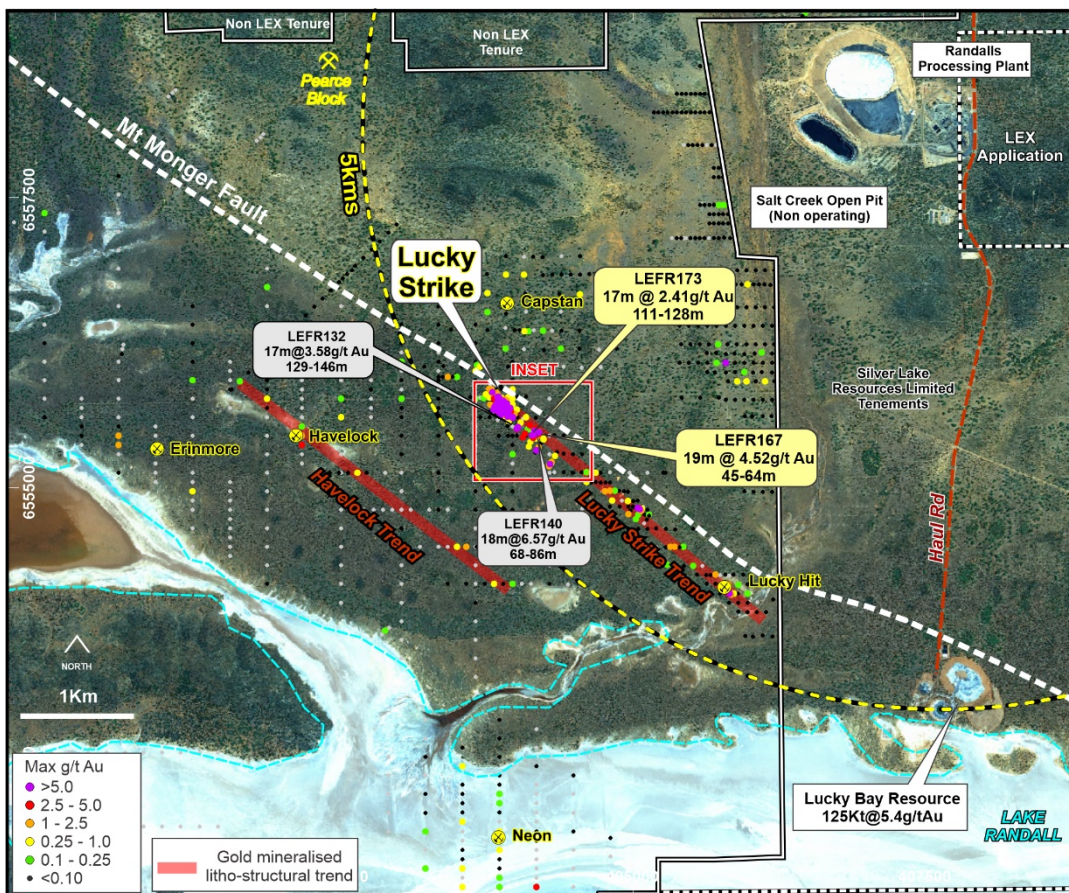 Non LEX
Tenure
Non LEX
Tenure
Randalls
Processing Plant
Pearce
Block
LEX
Application
Mt Monger Fault
5kms
6557500
Salt Creek Open Pit
(Non operating)
Lucky
Strike
Capstan
LEFR173
17m @ 2.41g/t Au
111-128m
LEFR132
17m@3.58g/t Au
129-146m
INSET
Silver Lake
Resources Limited
Tenements
Erinmore
Havelock
LEFR167
19m @ 4.52g/t Au
45-64m
6555000
Havelock Trend
LEFR140
18m@6.57g/t Au
68-86m
Lucky Strike Trend
Haul Rd
Lucky Hit
NORTH
1Km
Max g/t Au
>5.0
2.5 - 5.0
1 - 2.5
0.25 - 1.0
0.1 - 0.25
<0.10
Gold mineralised
litho-structural trend
Neon
Lucky Bay Resource
125Kt@5.4g/tAu
LAKE
RANDALL